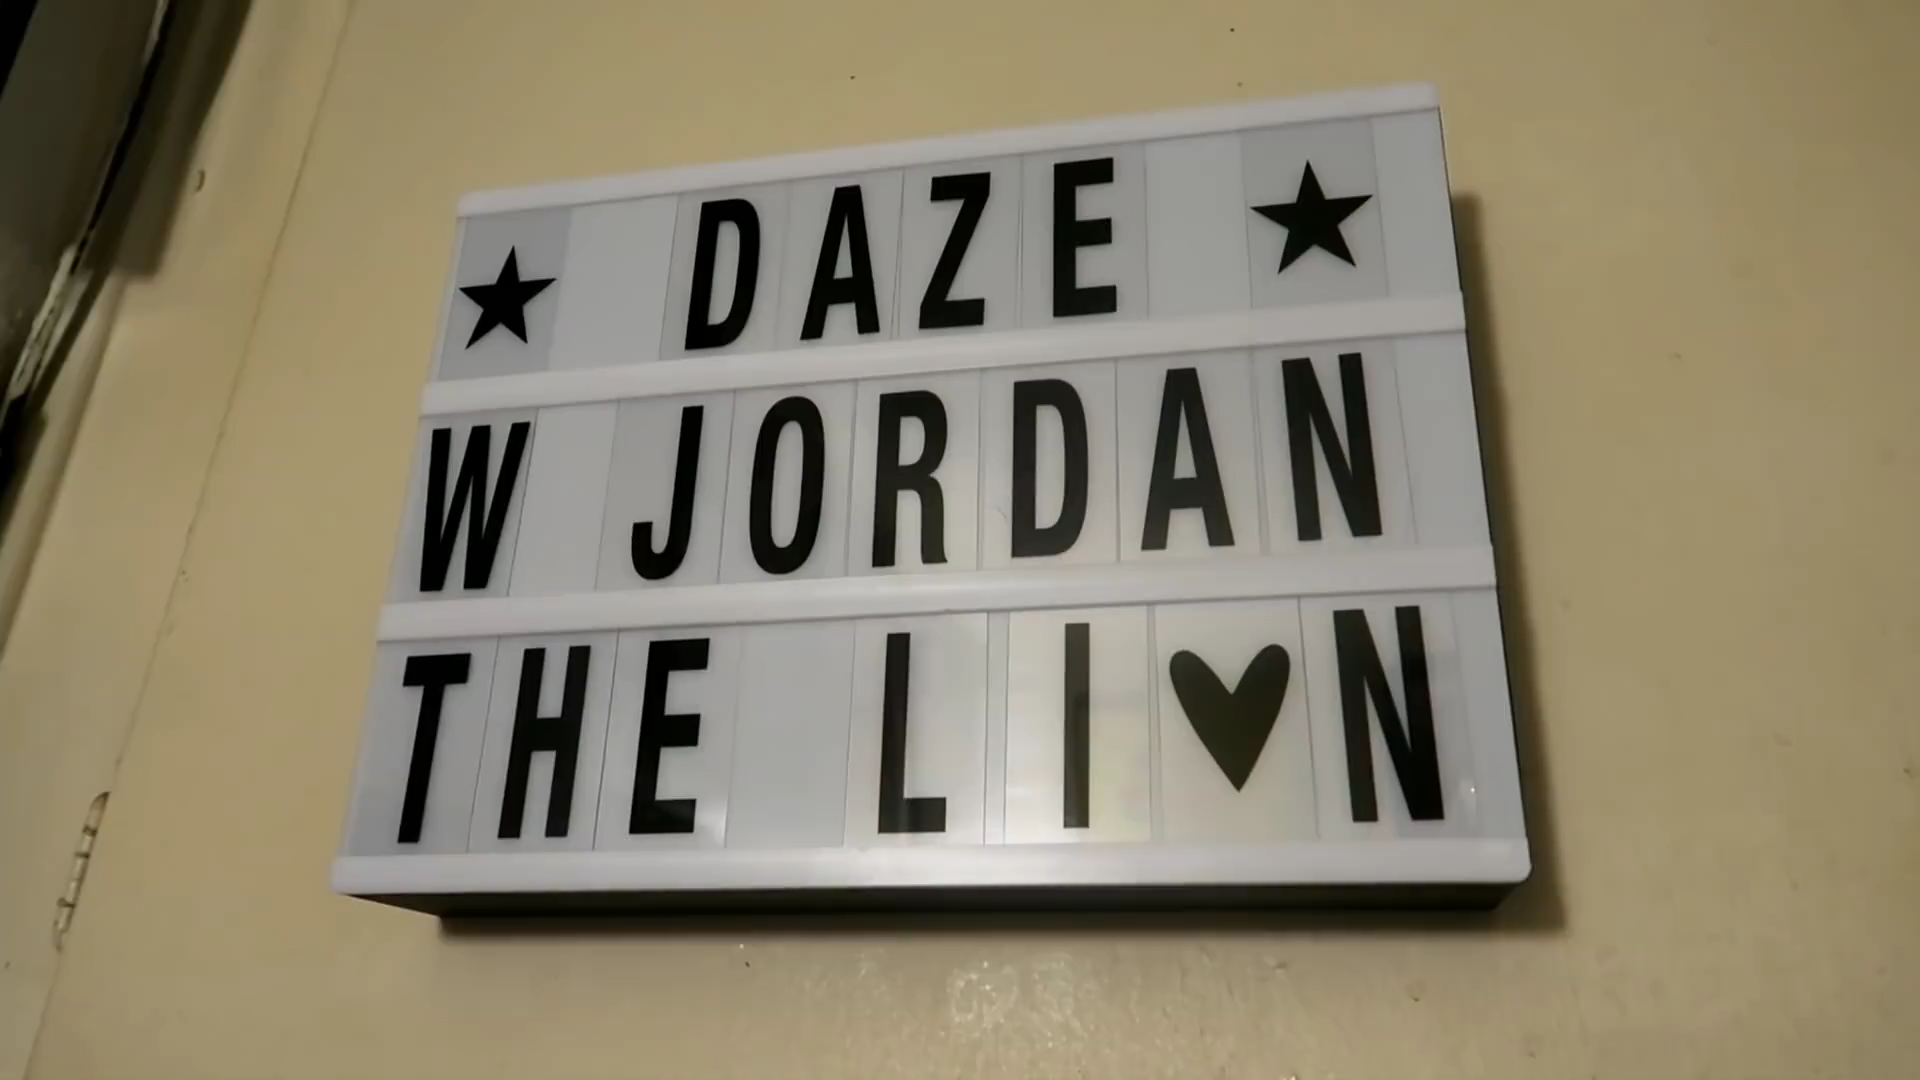 ★ DAZE ★
W JORDAN
THE LI♥N